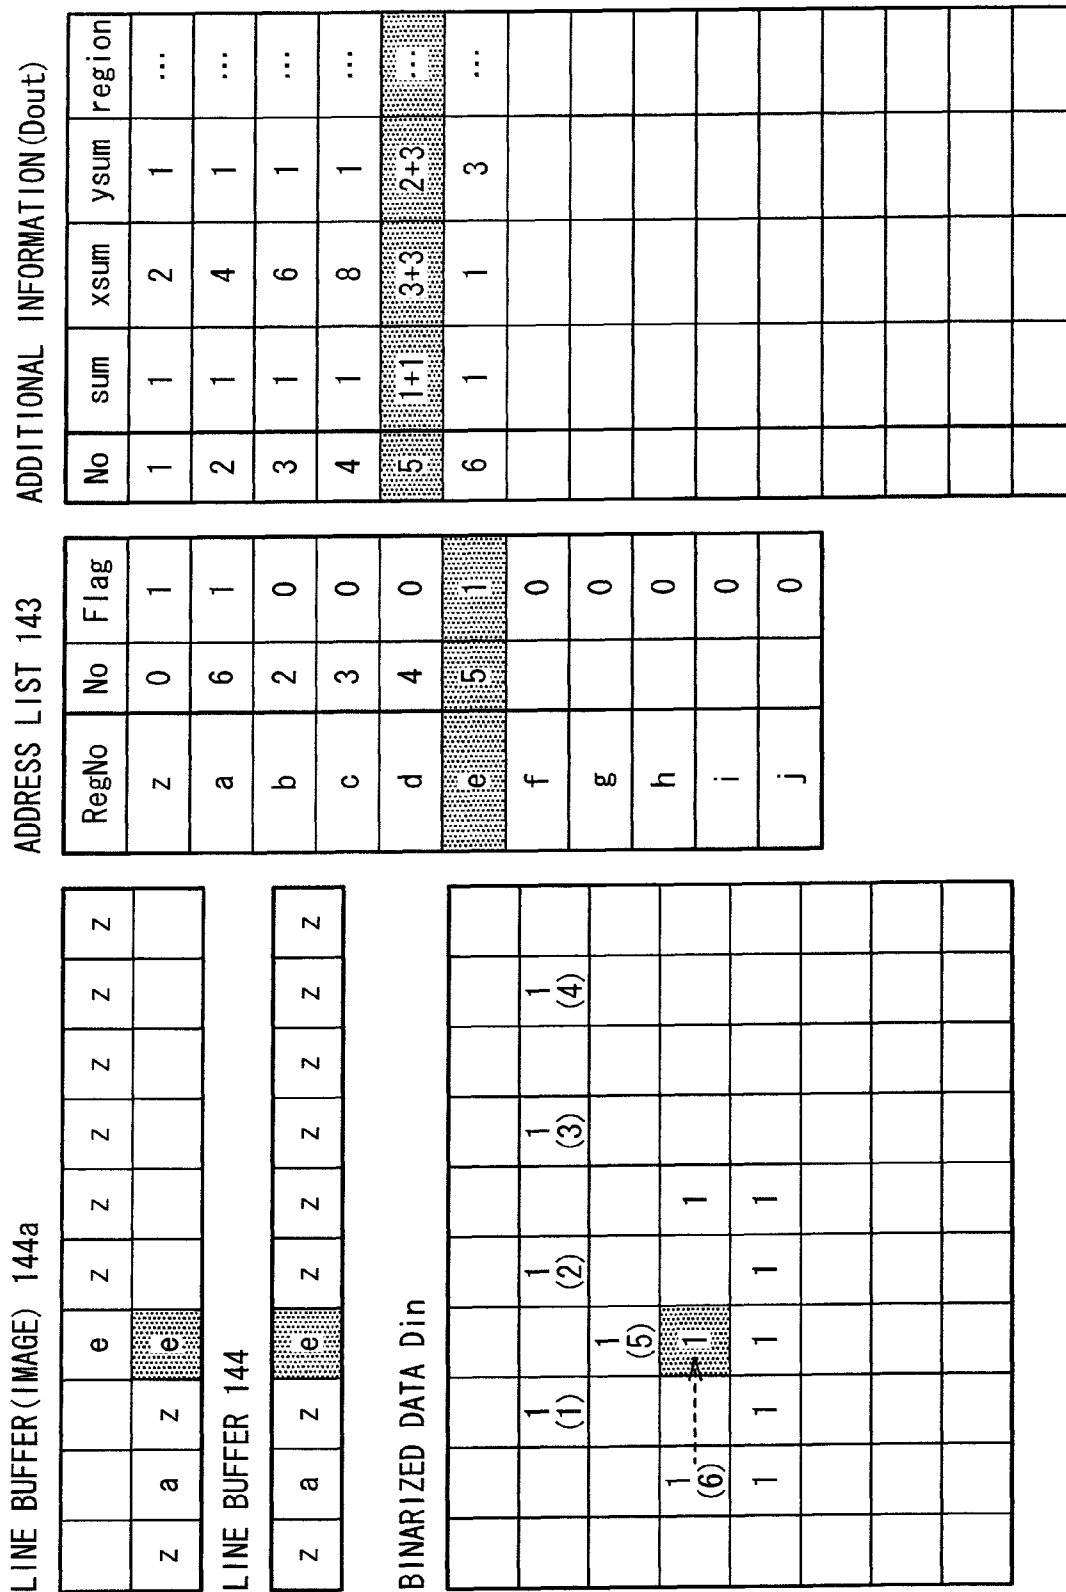 LINE BUFFER(IMAGE) 144a
e z z z z z z
z a z e
LINE BUFFER 144
z a z e z z z z z z
BINARIZED DATA Din
1 1 1 1
(1) (2) (3) (4)
1
(5)
1 1 1
(6)
1 1 1 1 1
ADDRESS LIST 143
RegNo No Flag
z 0 1
a 6 1
b 2 0
c 3 0
d 4 0
e 5 1
f 0
g 0
h 0
i 0
j 0
ADDITIONAL INFORMATION(Dout)
No sum xsum ysum region
1 1 2 1 ...
2 1 4 1 ...
3 1 6 1 ...
4 1 8 1 ...
5 1+1 3+3 2+3 ...
6 1 1 3 ...